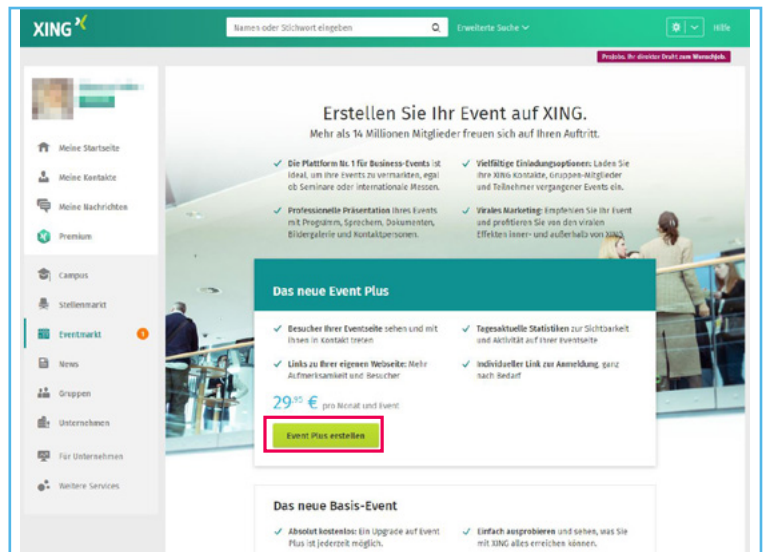 XING
Namen oder Stichwort eingeben
Erweiterte Suche
Hilfe
ProJobs. Ihr direkter Draht zum Wunschjob.
Meine Startseite
Meine Kontakte
Meine Nachrichten
Premium
Campus
Stellenmarkt
Eventmarkt 1
News
Gruppen
Unternehmen
Für Unternehmen
Weitere Services
Erstellen Sie Ihr Event auf XING.
Mehr als 14 Millionen Mitglieder freuen sich auf Ihren Auftritt.
Die Plattform Nr. 1 für Business-Events ist
ideal, um Ihre Events zu vermarkten, egal
ob Seminare oder internationale Messen.
Vielfältige Einladungsoptionen: Laden Sie
Ihre XING Kontakte, Gruppen-Mitglieder
und Teilnehmer vergangener Events ein.
Professionelle Präsentation Ihres Events
mit Programm, Sprechern, Dokumenten,
Bildergalerie und Kontaktpersonen.
Virales Marketing: Empfehlen Sie Ihr Event
und profitieren Sie von den viralen
Effekten inner- und außerhalb von XING.
Das neue Event Plus
Besucher Ihrer Eventseite sehen und mit
ihnen in Kontakt treten
Tagesaktuelle Statistiken zur Sichtbarkeit
und Aktivität auf Ihrer Eventseite
Links zu Ihrer eigenen Webseite: Mehr
Aufmerksamkeit und Besucher
Individueller Link zur Anmeldung, ganz
nach Bedarf
29,95 € pro Monat und Event
Event Plus erstellen
Das neue Basis-Event
Absolut kostenlos: Ein Upgrade auf Event
Plus ist jederzeit möglich.
Einfach ausprobieren und sehen, was Sie
mit XING alles erreichen können.